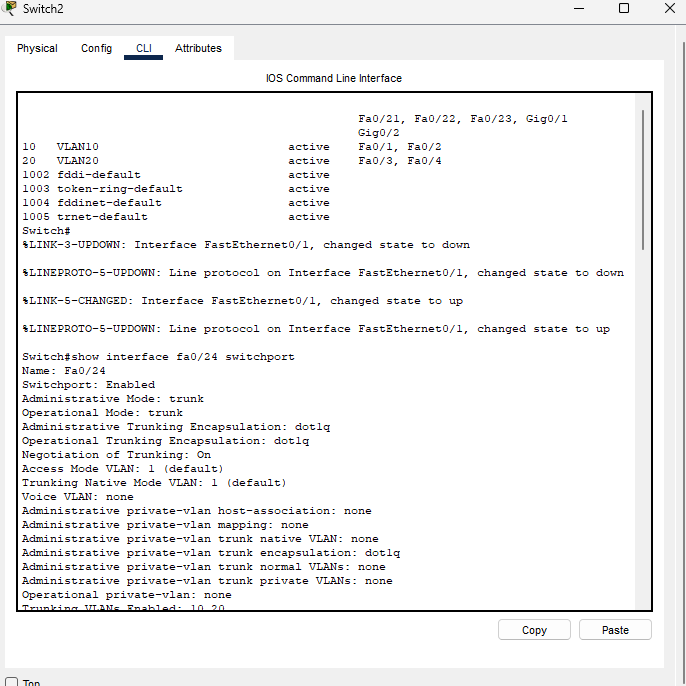 Switch2
Physical Config CLI Attributes
IOS Command Line Interface
Fa0/21, Fa0/22, Fa0/23, Gig0/1
Gig0/2
10 VLAN10 active Fa0/1, Fa0/2
20 VLAN20 active Fa0/3, Fa0/4
1002 fddi-default active
1003 token-ring-default active
1004 fddinet-default active
1005 trnet-default active
Switch#
%LINK-3-UPDOWN: Interface FastEthernet0/1, changed state to down
%LINEPROTO-5-UPDOWN: Line protocol on Interface FastEthernet0/1, changed state to down
%LINK-5-CHANGED: Interface FastEthernet0/1, changed state to up
%LINEPROTO-5-UPDOWN: Line protocol on Interface FastEthernet0/1, changed state to up
Switch#show interface fa0/24 switchport
Name: Fa0/24
Switchport: Enabled
Administrative Mode: trunk
Operational Mode: trunk
Administrative Trunking Encapsulation: dot1q
Operational Trunking Encapsulation: dot1q
Negotiation of Trunking: On
Access Mode VLAN: 1 (default)
Trunking Native Mode VLAN: 1 (default)
Voice VLAN: none
Administrative private-vlan host-association: none
Administrative private-vlan mapping: none
Administrative private-vlan trunk native VLAN: none
Administrative private-vlan trunk encapsulation: dot1q
Administrative private-vlan trunk normal VLANs: none
Administrative private-vlan trunk private VLANs: none
Operational private-vlan: none
Trunking VLANs Enabled: 10,20
Copy Paste
Top